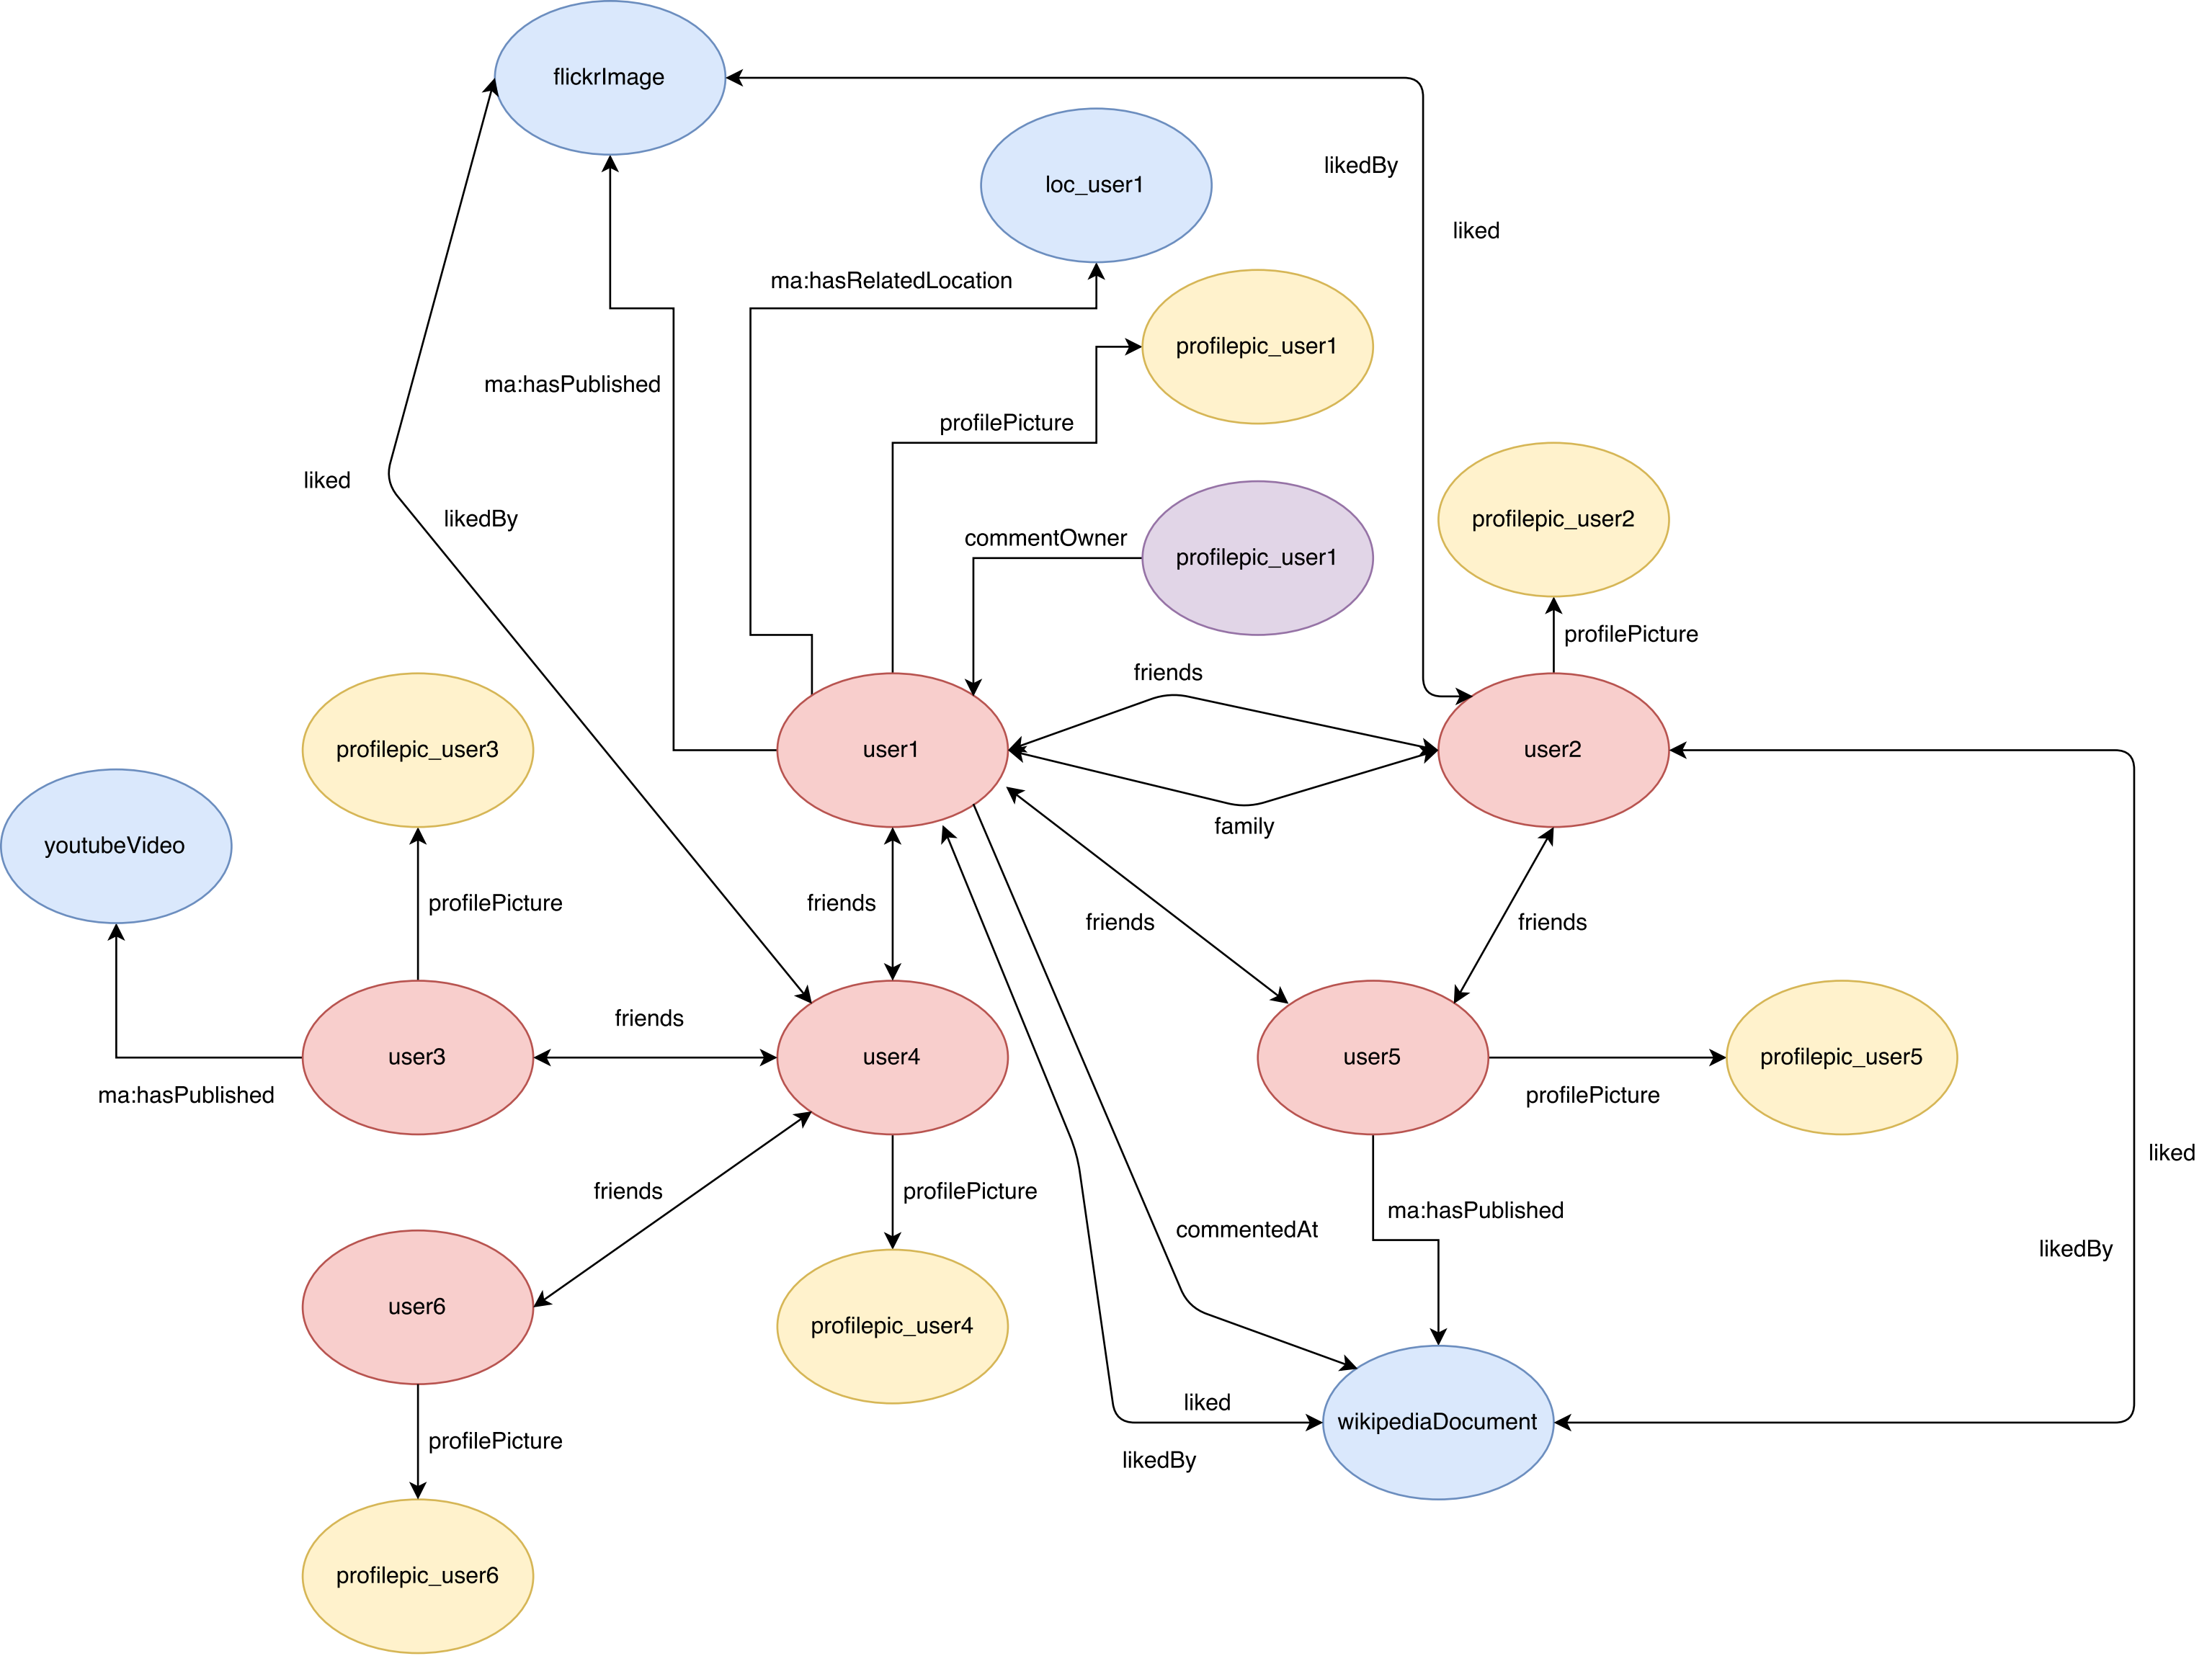 flickrImage
likedBy
loc_user1
liked
ma:hasRelatedLocation
profilepic_user1
ma:hasPublished
profilePicture
liked
likedBy
profilepic_user2
commentOwner
profilepic_user1
profilePicture
friends
profilepic_user3
user1
user2
family
youtubeVideo
profilePicture
friends
friends
friends
friends
user3
user4
user5
profilepic_user5
ma:hasPublished
profilePicture
liked
friends
profilePicture
ma:hasPublished
commentedAt
likedBy
user6
profilepic_user4
liked
wikipediaDocument
profilePicture
likedBy
profilepic_user6